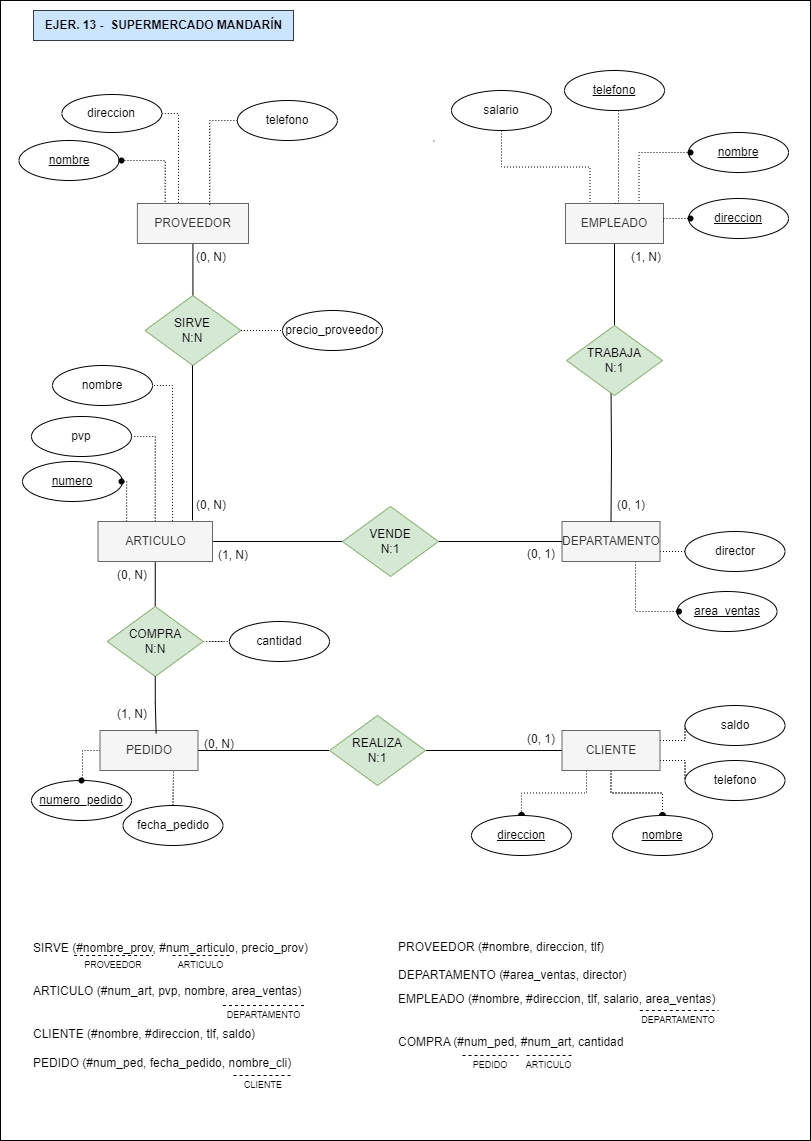 EJER. 13 -  SUPERMERCADO MANDARÍN
telefono
direccion
salario
telefono
nombre
nombre
direccion
PROVEEDOR
EMPLEADO
(0, N)
(1, N)
SIRVE
N:N
precio_proveedor
TRABAJA
N:1
nombre
pvp
numero
(0, N)
(0, 1)
ARTICULO
VENDE
N:1
DEPARTAMENTO
(1, N)
(0, 1)
director
(0, N)
area_ventas
COMPRA
N:N
cantidad
(1, N)
saldo
PEDIDO
(0, N)
REALIZA
N:1
(0, 1)
CLIENTE
telefono
numero_pedido
fecha_pedido
direccion
nombre
SIRVE (#nombre_prov, #num_articulo, precio_prov)
PROVEEDOR
ARTICULO
ARTICULO (#num_art, pvp, nombre, area_ventas)
DEPARTAMENTO
CLIENTE (#nombre, #direccion, tlf, saldo)
PEDIDO (#num_ped, fecha_pedido, nombre_cli)
CLIENTE
PROVEEDOR (#nombre, direccion, tlf)
DEPARTAMENTO (#area_ventas, director)
EMPLEADO (#nombre, #direccion, tlf, salario, area_ventas)
DEPARTAMENTO
COMPRA (#num_ped, #num_art, cantidad
PEDIDO
ARTICULO